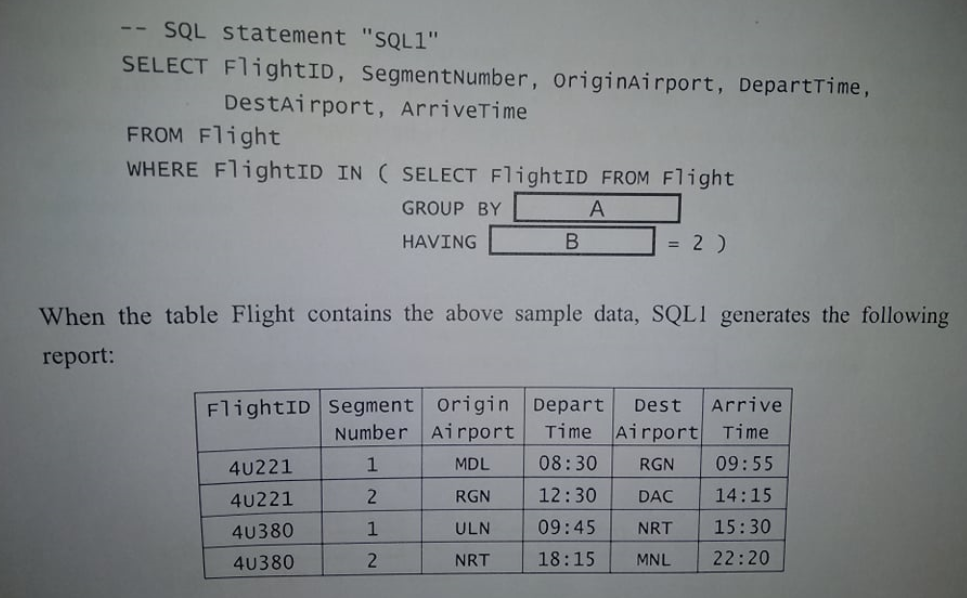 -- SQL statement "SQL1"
SELECT FlightID, SegmentNumber, OriginAirport, DepartTime,
DestAirport, ArriveTime
FROM Flight
WHERE FlightID IN ( SELECT FlightID FROM Flight
GROUP BY A
HAVING B = 2 )
When the table Flight contains the above sample data, SQL1 generates the following
report:
FlightID Segment Origin Depart Dest Arrive
Number Airport Time Airport Time
4U221 1 MDL 08:30 RGN 09:55
4U221 2 RGN 12:30 DAC 14:15
4U380 1 ULN 09:45 NRT 15:30
4U380 2 NRT 18:15 MNL 22:20